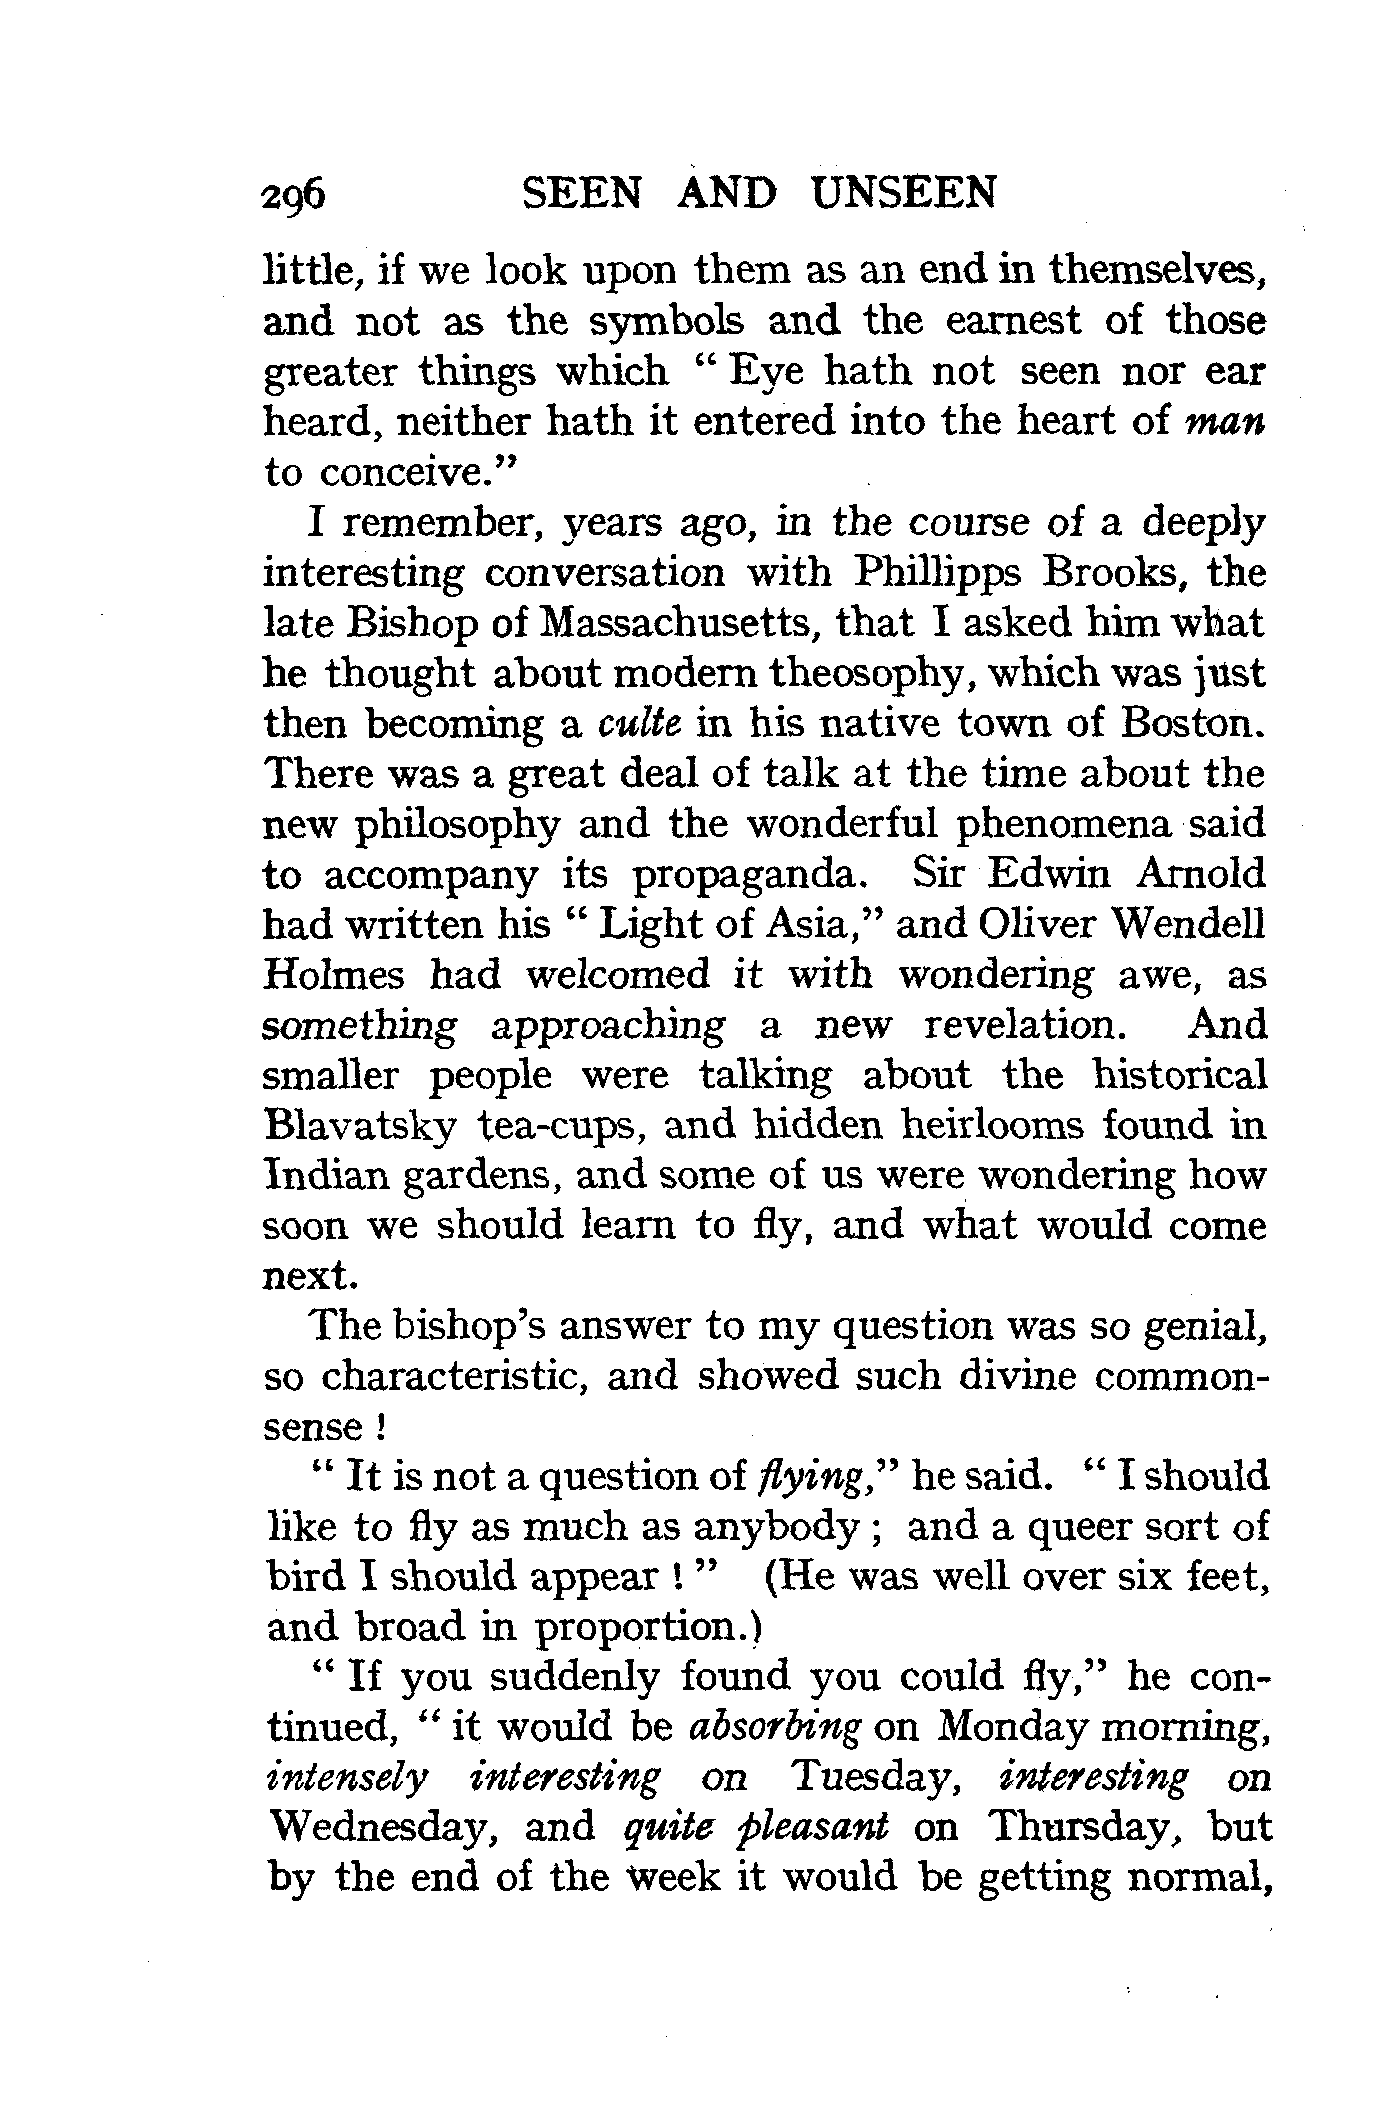 296 SEEN AND UNSEEN
little, if we look upon them as an end in themselves,
and not as the symbols and the earnest of those
greater things which “ Eye hath not seen nor ear
heard, neither hath it entered into the heart of man
to conceive.”
I remember, years ago, in the course of a deeply
interesting conversation with Phillipps Brooks, the
late Bishop of Massachusetts, that I asked him what
he thought about modern theosophy, which was just
then becoming a culte in his native town of Boston.
There was a great deal of talk at the time about the
new philosophy and the wonderful phenomena said
to accompany its propaganda. Sir Edwin Arnold
had written his “ Light of Asia,” and Oliver Wendell
Holmes had welcomed it with wondering awe, as
something approaching a new revelation. And
smaller people were talking about the historical
Blavatsky tea-cups, and hidden heirlooms found in
Indian gardens, and some of us were wondering how
soon we should learn to fly, and what would come
next.
The bishop’s answer to my question was so genial,
so characteristic, and showed such divine common-
sense !
“ It is not a question of flying,” he said. “ I should
like to fly as much as anybody ; and a queer sort of
bird I should appear ! ” (He was well over six feet,
and broad in proportion.)
“ If you suddenly found you could fly,” he con-
tinued, “ it would be absorbing on Monday morning,
intensely interesting on Tuesday, interesting on
Wednesday, and quite pleasant on Thursday, but
by the end of the week it would be getting normal,